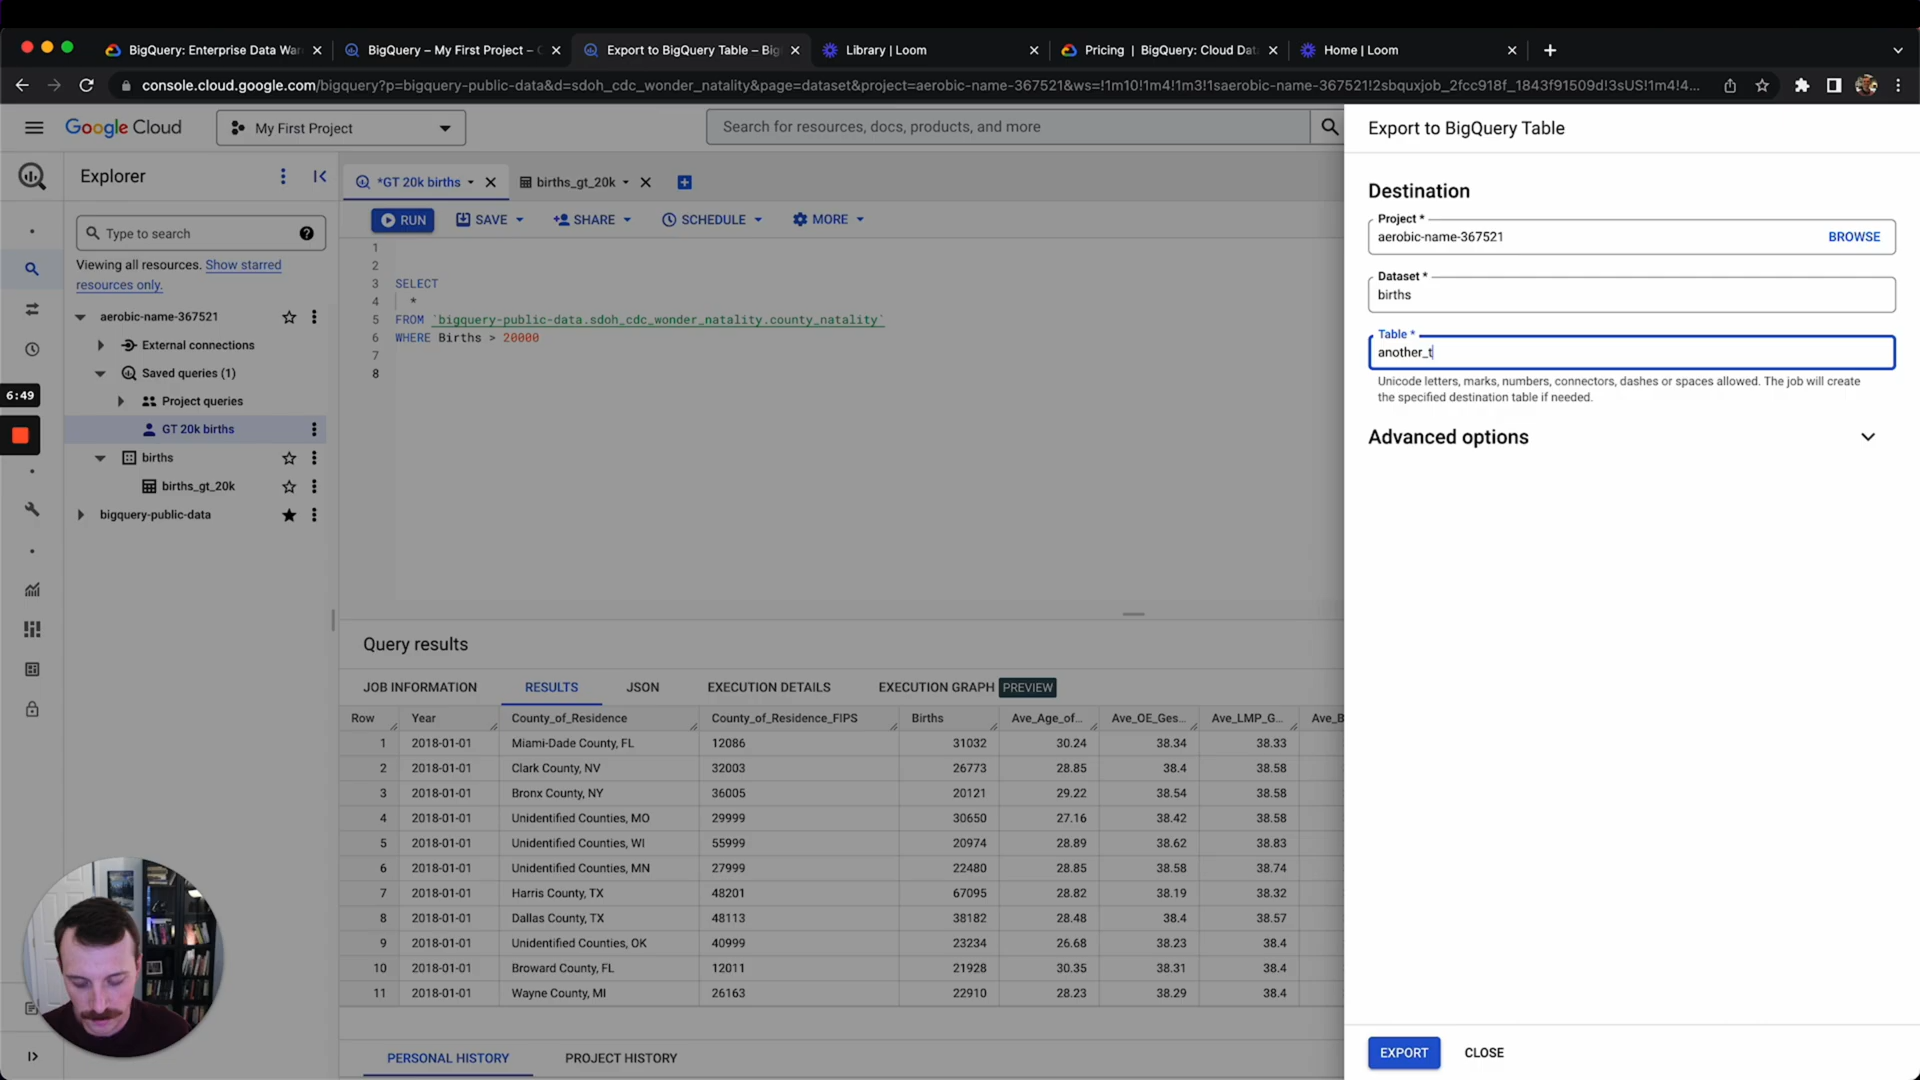 BigQuery: Enterprise Data War
BigQuery – My First Project –
Export to BigQuery Table – Big
Library | Loom
Pricing | BigQuery: Cloud Dat
Home | Loom
console.cloud.google.com/bigquery?p=bigquery-public-data&d=sdoh_cdc_wonder_natality&page=dataset&project=aerobic-name-367521&ws=!1m10!1m4!1m3!1saerobic-name-367521!2sbquxjob_2fcc918f_1843f91509d!3sUS!1m4!4...
Google Cloud
My First Project
Search for resources, docs, products, and more
Explorer
Type to search
Viewing all resources. Show starred
resources only.
aerobic-name-367521
External connections
Saved queries (1)
Project queries
GT 20k births
births
births_gt_20k
bigquery-public-data
6:49
*GT 20k births
births_gt_20k
RUN
SAVE
SHARE
SCHEDULE
MORE
1
2
3 SELECT
4 *
5 FROM `bigquery-public-data.sdoh_cdc_wonder_natality.county_natality`
6 WHERE Births > 20000
7
8
Query results
JOB INFORMATION
RESULTS
JSON
EXECUTION DETAILS
EXECUTION GRAPH PREVIEW
Row Year County_of_Residence County_of_Residence_FIPS Births Ave_Age_of... Ave_OE_Ges... Ave_LMP_G... Ave_B
1 2018-01-01 Miami-Dade County, FL 12086 31032 30.24 38.34 38.33
2 2018-01-01 Clark County, NV 32003 26773 28.85 38.4 38.58
3 2018-01-01 Bronx County, NY 36005 20121 29.22 38.54 38.58
4 2018-01-01 Unidentified Counties, MO 29999 30650 27.16 38.42 38.58
5 2018-01-01 Unidentified Counties, WI 55999 20974 28.89 38.62 38.83
6 2018-01-01 Unidentified Counties, MN 27999 22480 28.85 38.58 38.74
7 2018-01-01 Harris County, TX 48201 67095 28.82 38.19 38.32
8 2018-01-01 Dallas County, TX 48113 38182 28.48 38.4 38.57
9 2018-01-01 Unidentified Counties, OK 40999 23234 26.68 38.23 38.4
10 2018-01-01 Broward County, FL 12011 21928 30.35 38.31 38.4
11 2018-01-01 Wayne County, MI 26163 22910 28.23 38.29 38.4
PERSONAL HISTORY
PROJECT HISTORY
Export to BigQuery Table
Destination
Project *
aerobic-name-367521
BROWSE
Dataset *
births
Table *
another_t
Unicode letters, marks, numbers, connectors, dashes or spaces allowed. The job will create
the specified destination table if needed.
Advanced options
EXPORT
CLOSE